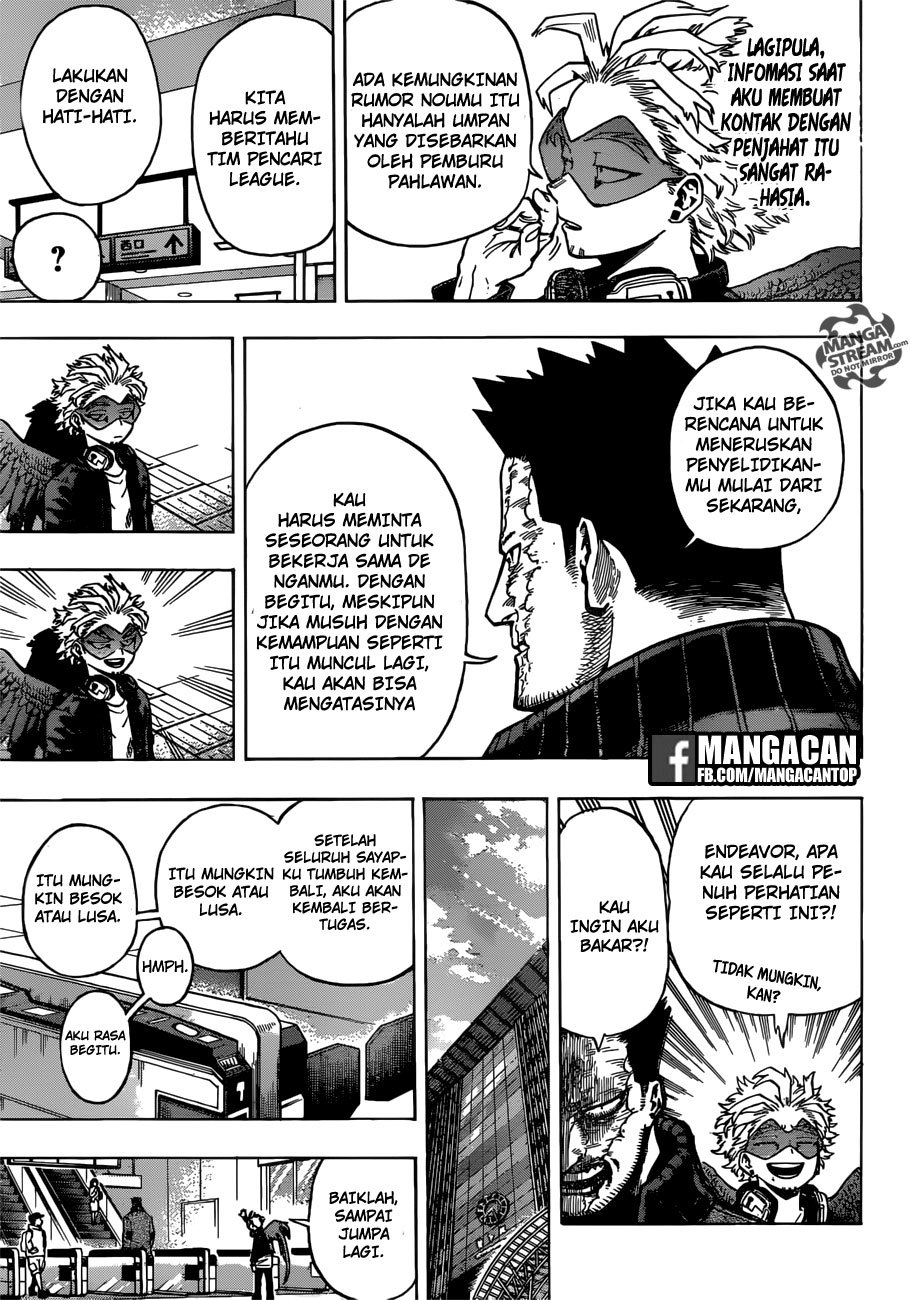 LAGIPULA,
INFOMASI SAAT
AKU MEMBUAT
KONTAK DENGAN
PENJAHAT ITU
SANGAT RA-
HASIA.
ADA KEMUNGKINAN
RUMOR NOUMU ITU
HANYALAH UMPAN
YANG DISEBARKAN
OLEH PEMBURU
PAHLAWAN.
KITA
HARUS MEM-
BERITAHU
TIM PENCARI
LEAGUE.
LAKUKAN
DENGAN
HATI-HATI.
?
西口
MANGA
STREAM.com
DO NOT MIRROR
JIKA KAU BE-
RENCANA UNTUK
MENERUSKAN
PENYELIDIKAN-
MU MULAI DARI
SEKARANG,
KAU
HARUS MEMINTA
SESEORANG UNTUK
BEKERJA SAMA DE
NGANMU. DENGAN
BEGITU, MESKIPUN
JIKA MUSUH DENGAN
KEMAMPUAN SEPERTI
ITU MUNCUL LAGI,
KAU AKAN BISA
MENGATASINYA
f MANGACAN
FB.COM/MANGACANTOP
ENDEAVOR, APA
KAU SELALU PE-
NUH PERHATIAN
SEPERTI INI?!
TIDAK MUNGKIN,
KAN?
KAU
INGIN AKU
BAKAR?!
SETELAH
SELURUH SAYAP-
KU TUMBUH KEM-
BALI, AKU AKAN
KEMBALI BER-
TUGAS.
ITU MUNGKIN
BESOK ATAU
LUSA.
ITU MUNG-
KIN BESOK
ATAU LUSA.
HMPH.
AKU RASA
BEGITU.
BAIKLAH,
SAMPAI
JUMPA
LAGI.